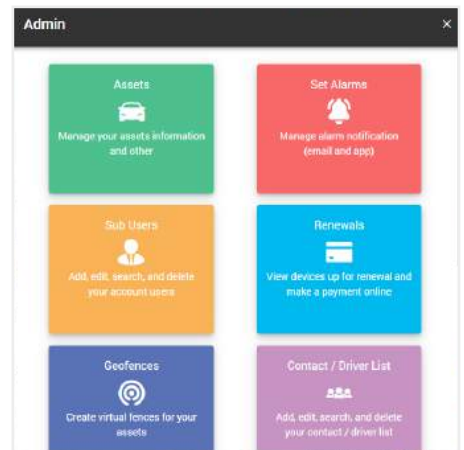 Admin
×
Assets
Manage your assets information
and other
Set Alarms
Manage alarm notification
(email and app)
Sub Users
Add, edit, search, and delete
your account users
Renewals
View devices up for renewal and
make a payment online
Geofences
Create virtual fences for your
assets
Contact / Driver List
Add, edit, search, and delete
your contact / driver list